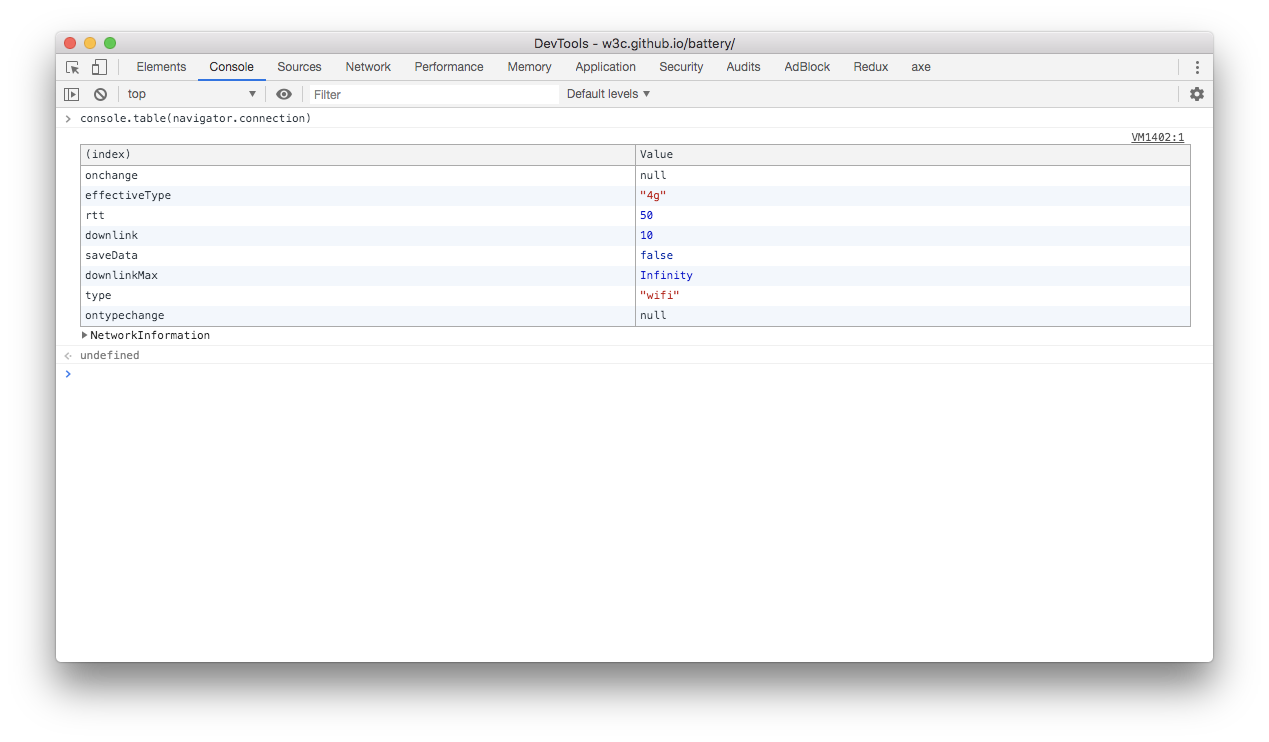 DevTools - w3c.github.io/battery/
Elements Console Sources Network Performance Memory Application Security Audits AdBlock Redux axe
top Filter Default levels
console.table(navigator.connection)
VM1402:1
(index) Value
onchange null
effectiveType "4g"
rtt 50
downlink 10
saveData false
downlinkMax Infinity
type "wifi"
ontypechange null
NetworkInformation
undefined